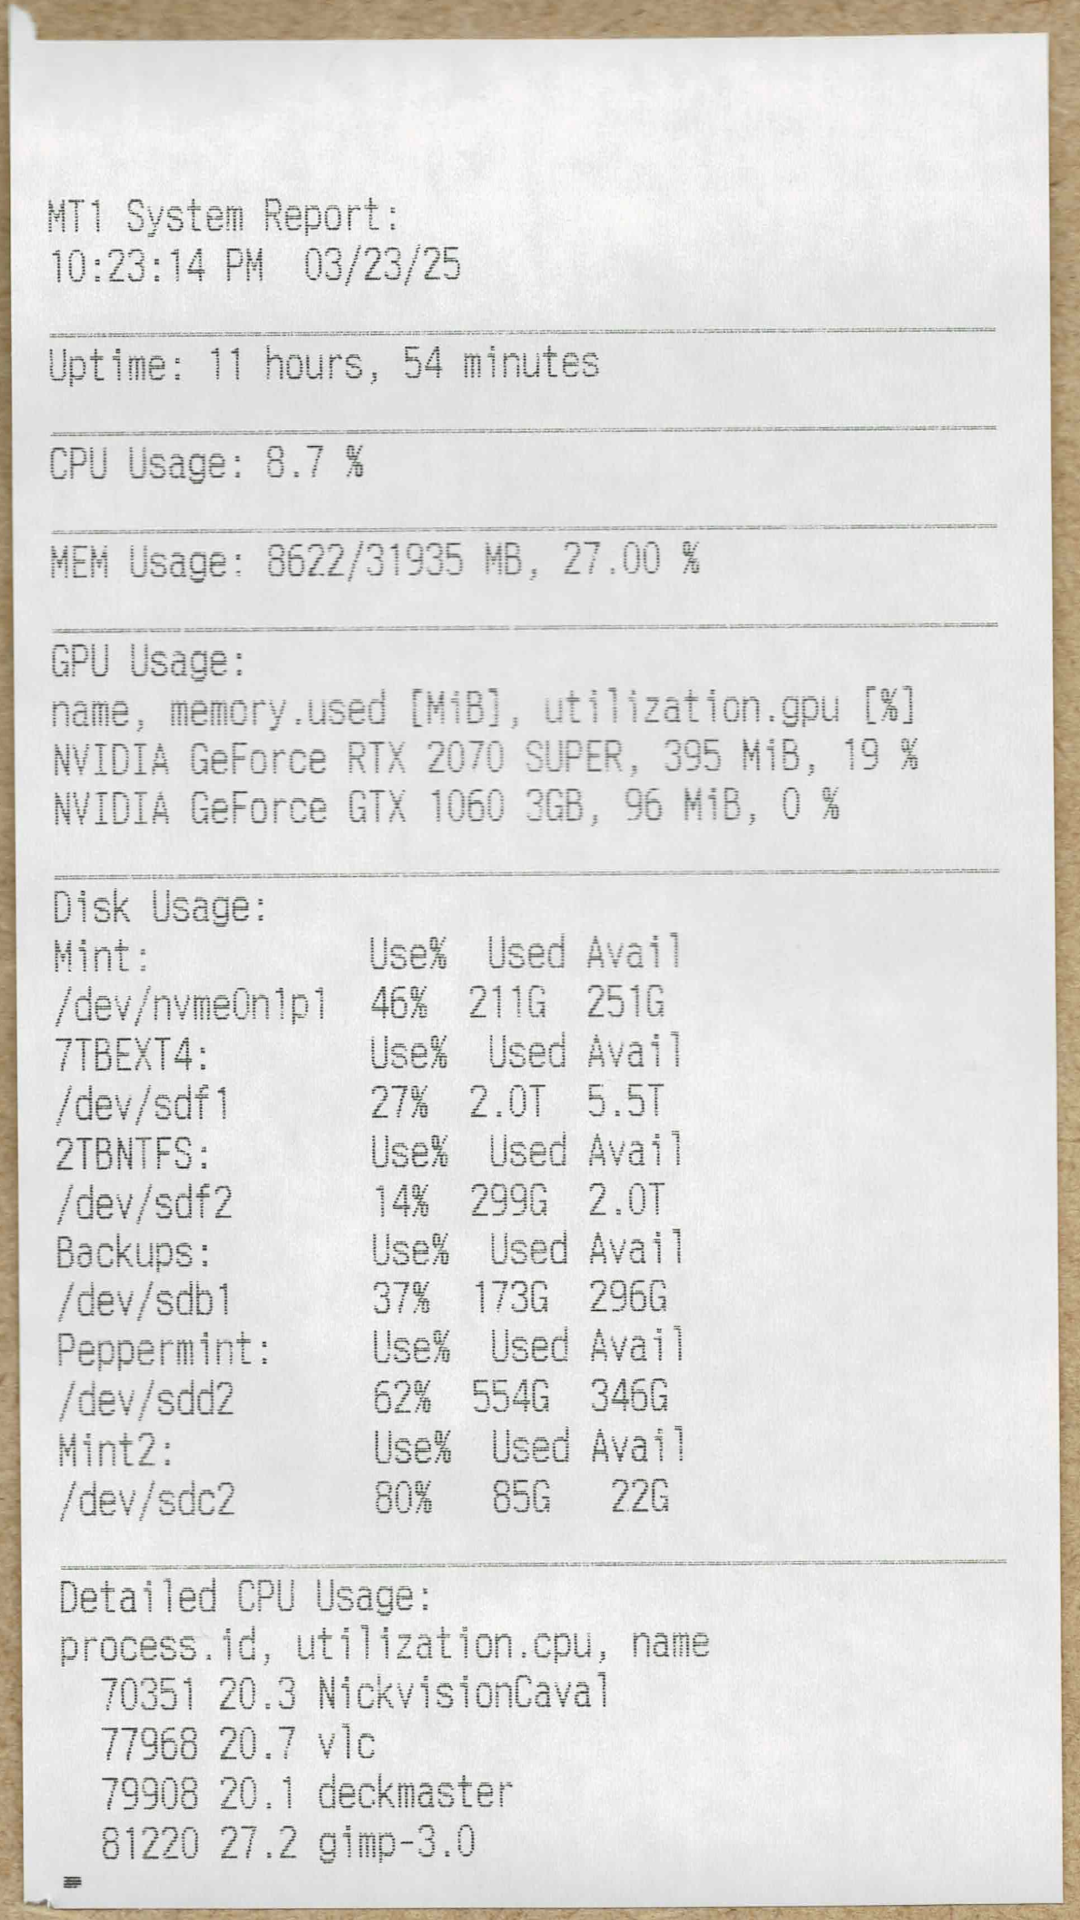 MT1 System Report:
10:23:14 PM  03/23/25
Uptime: 11 hours, 54 minutes
CPU Usage: 8.7 %
MEM Usage: 8622/31935 MB, 27.00 %
GPU Usage:
name, memory.used [MiB], utilization.gpu [%]
NVIDIA GeForce RTX 2070 SUPER, 395 MiB, 19 %
NVIDIA GeForce GTX 1060 3GB, 96 MiB, 0 %
Disk Usage:
Mint:           Use%  Used Avail
/dev/nvme0n1p1  46%  211G  251G
7TBEXT4:        Use%  Used Avail
/dev/sdf1       27%  2.0T  5.5T
2TBNTFS:        Use%  Used Avail
/dev/sdf2       14%  299G  2.0T
Backups:        Use%  Used Avail
/dev/sdb1       37%  173G  296G
Peppermint:     Use%  Used Avail
/dev/sdd2       62%  554G  346G
Mint2:          Use%  Used Avail
/dev/sdc2       80%   85G   22G
Detailed CPU Usage:
process.id, utilization.cpu, name
  70351 20.3 NickvisionCaval
  77968 20.7 vlc
  79908 20.1 deckmaster
  81220 27.2 gimp-3.0